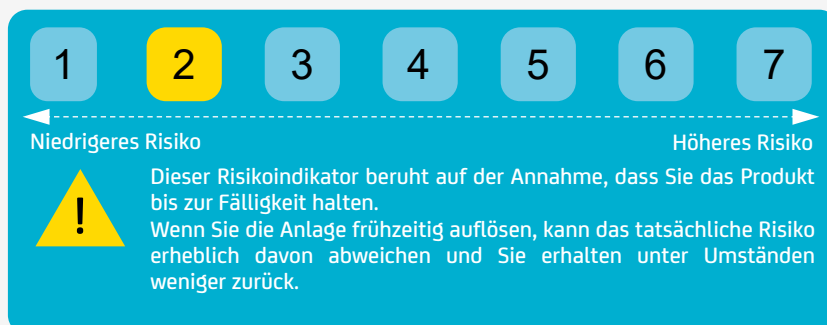 1 2 3 4 5 6 7
Niedrigeres Risiko Höheres Risiko
! Dieser Risikoindikator beruht auf der Annahme, dass Sie das Produkt
bis zur Fälligkeit halten.
Wenn Sie die Anlage frühzeitig auflösen, kann das tatsächliche Risiko
erheblich davon abweichen und Sie erhalten unter Umständen
weniger zurück.